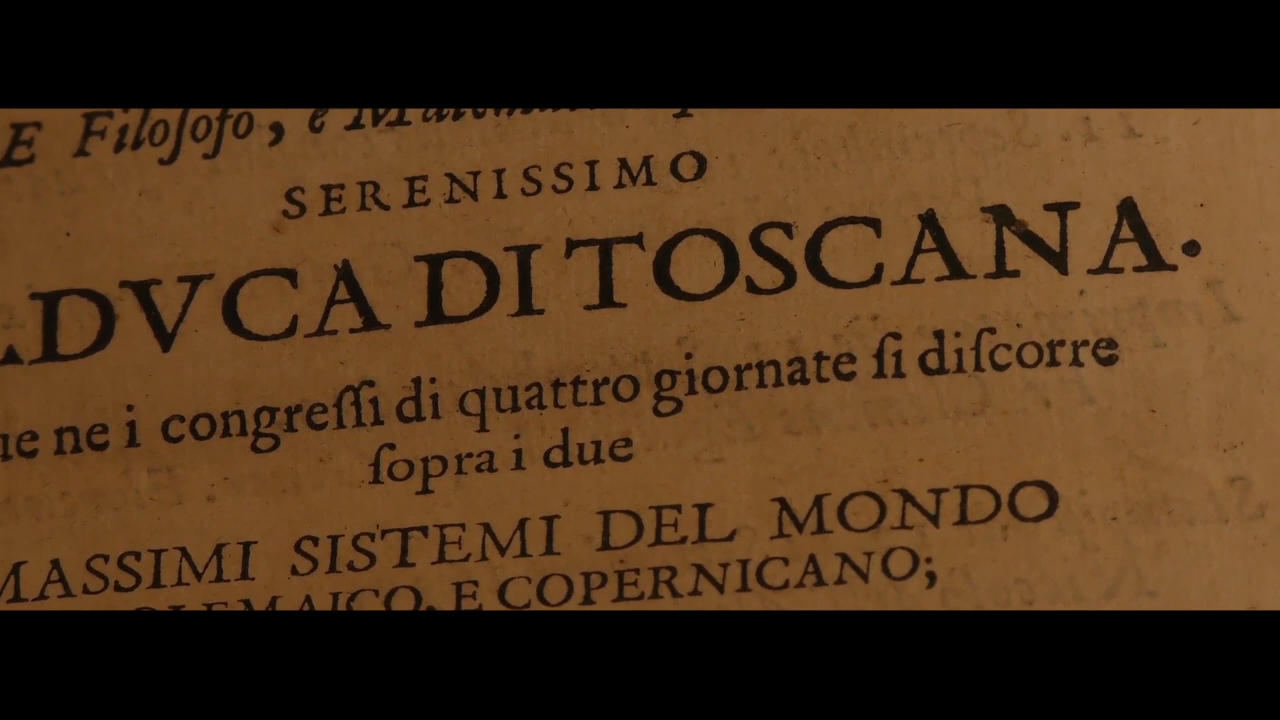 E Filoſofo, e
SERENISSIMO
DVCA DI TOSCANA.
ne i congreſſi di quattro giornate ſi diſcorre
ſopra i due
MASSIMI SISTEMI DEL MONDO
E COPERNICANO;